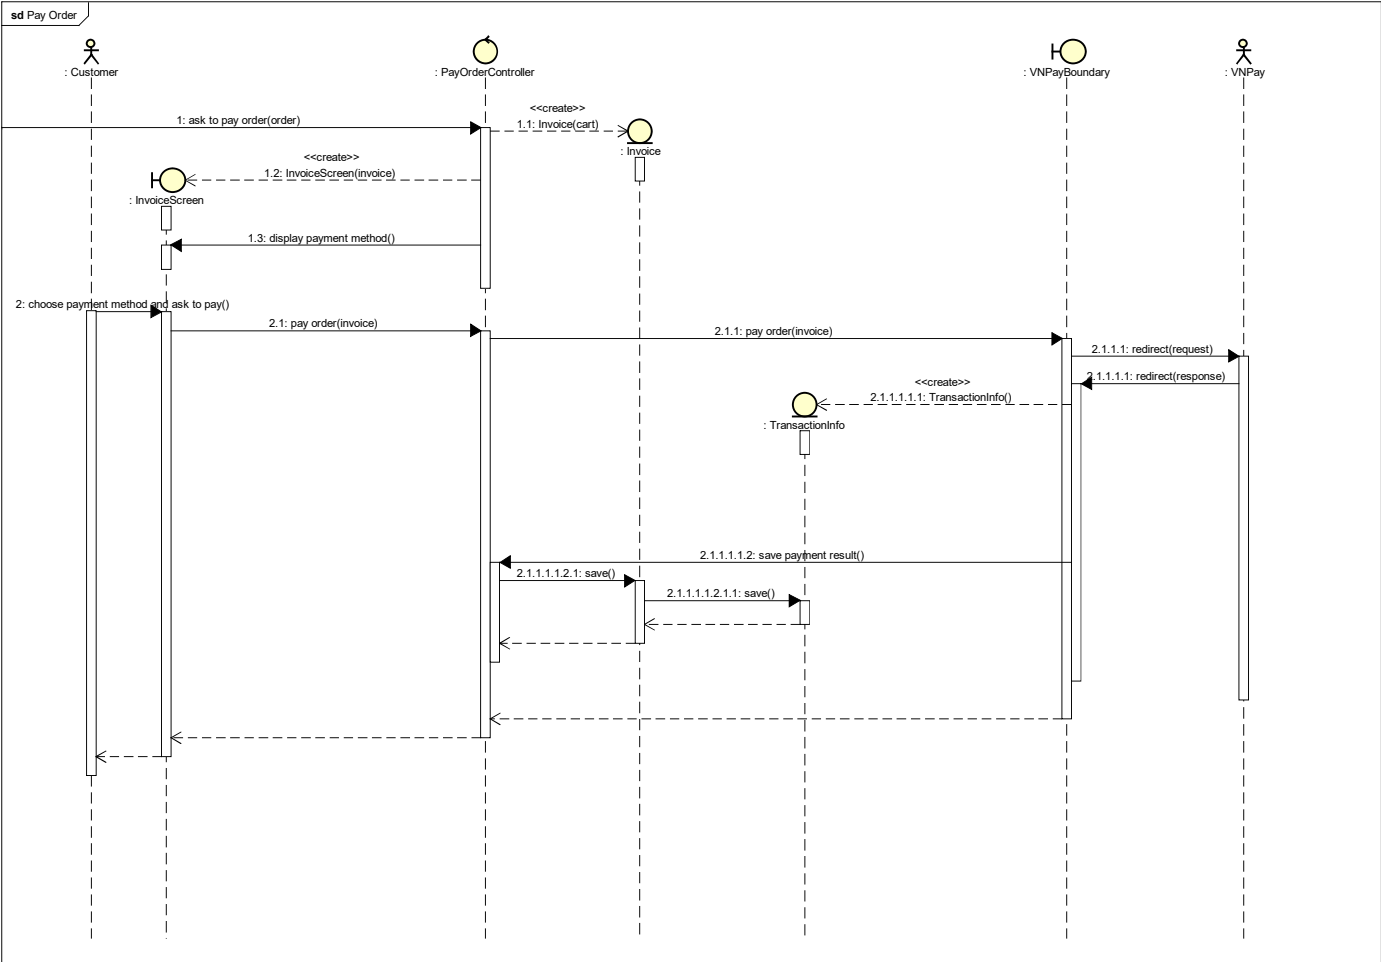 sd Pay Order
: Customer
: PayOrderController
: VNPayBoundary
: VNPay
<<create>>
1: ask to pay order(order)
1.1: Invoice(cart)
: Invoice
<<create>>
1.2: InvoiceScreen(invoice)
: InvoiceScreen
1.3: display payment method()
2: choose payment method and ask to pay()
2.1: pay order(invoice)
2.1.1: pay order(invoice)
2.1.1.1: redirect(request)
2.1.1.1.1: redirect(response)
<<create>>
2.1.1.1.1.1: TransactionInfo()
: TransactionInfo
2.1.1.1.1.2: save payment result()
2.1.1.1.1.2.1: save()
2.1.1.1.1.2.1.1: save()